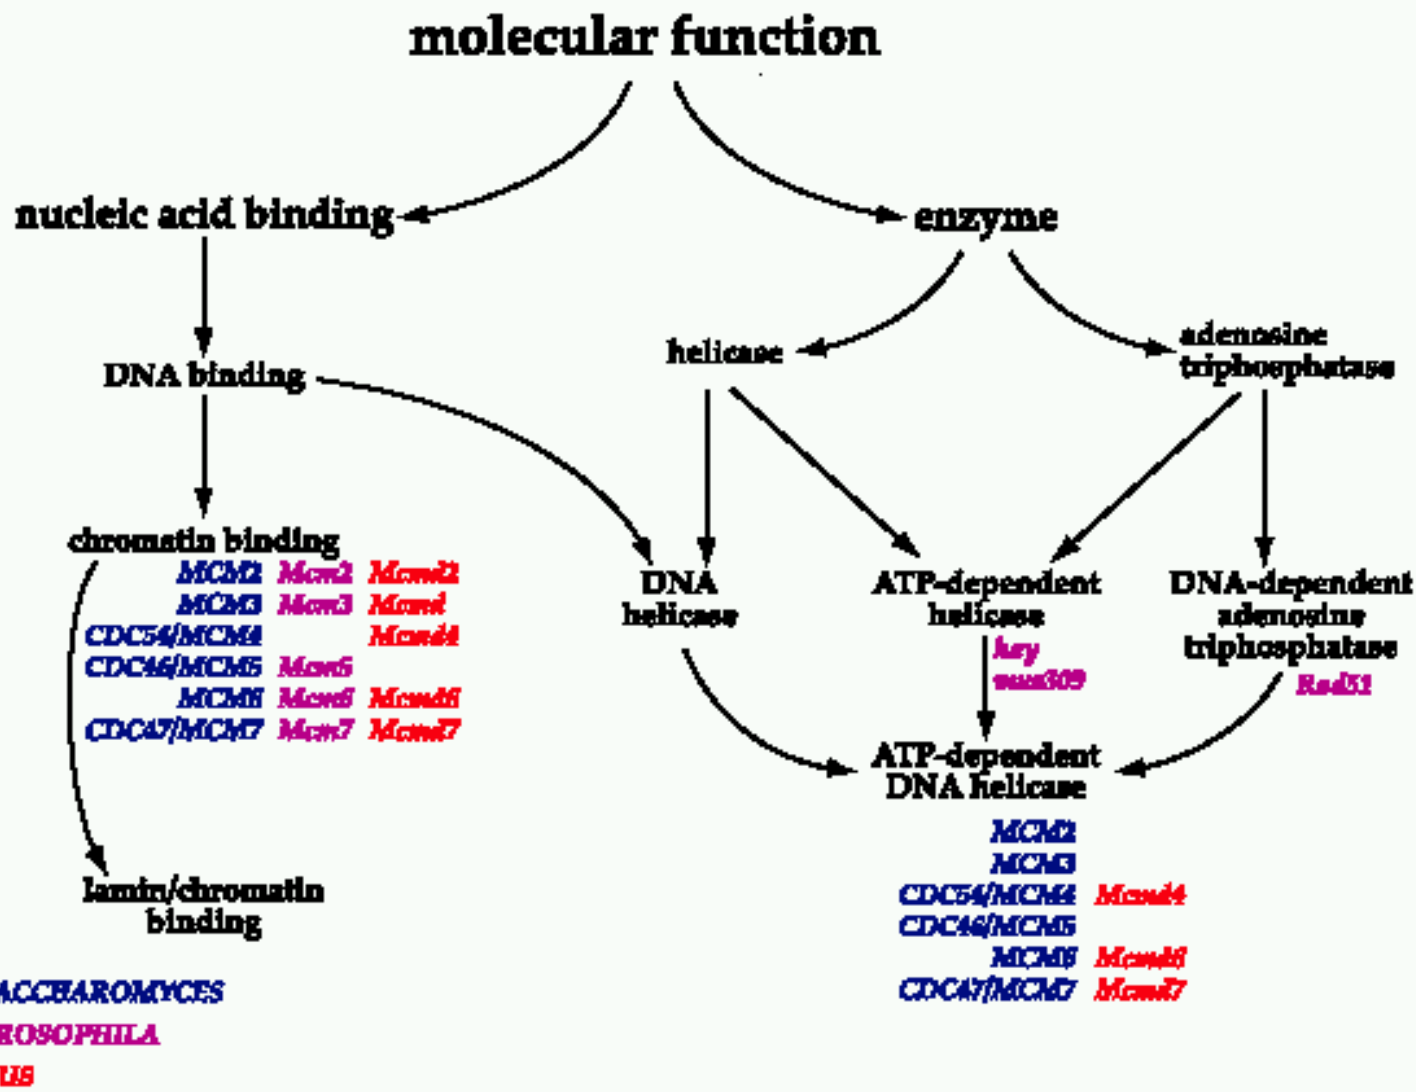 molecular function
nucleic acid binding
enzyme
helicase
adenosine
triphosphatase
DNA binding
chromatin binding
MCM2 Mcm2 Mcmd2
MCM3 Mcm3 Mcmd
CDC54/MCM4 Mcmd4
CDC46/MCM5 Mcm5
MCM6 Mcm6 Mcmd6
CDC47/MCM7 Mcm7 Mcmd7
DNA
helicase
ATP-dependent
helicase
hay
mus309
DNA-dependent
adenosine
triphosphatase
Rad51
ATP-dependent
DNA helicase
MCM2
MCM3
CDC54/MCM4 Mcmd4
CDC46/MCM5
MCM6 Mcmd6
CDC47/MCM7 Mcmd7
lamin/chromatin
binding
ACCHAROMYCES
ROSOPHILA
US